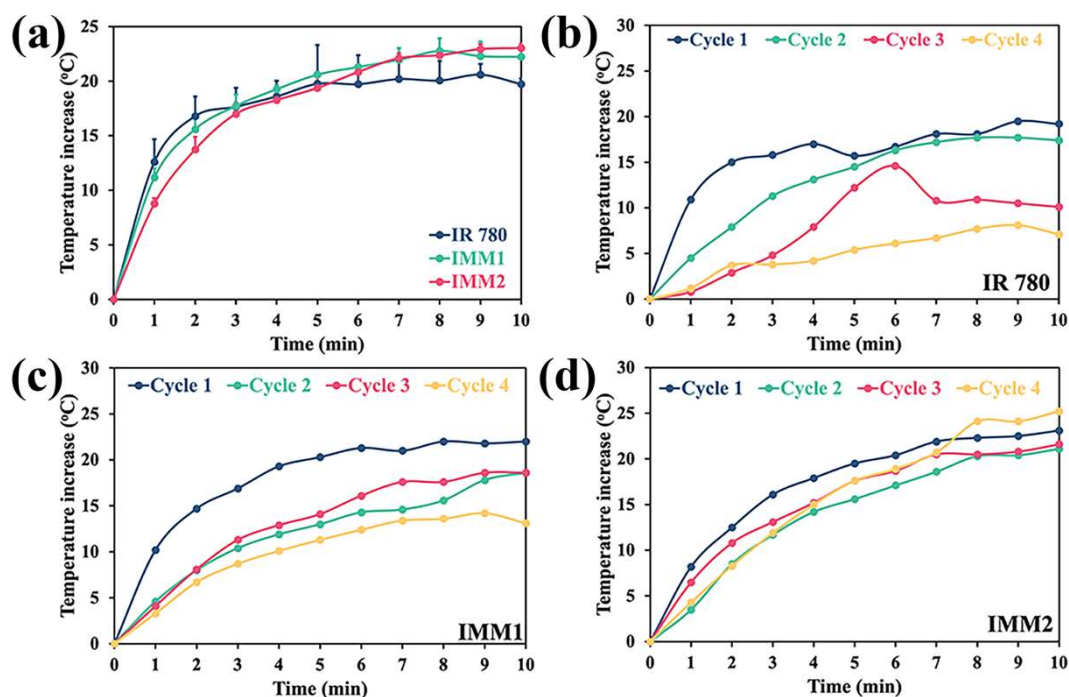 (a)
Temperature increase (°C)
25
20
15
10
5
0
IR 780
IMM1
IMM2
0 1 2 3 4 5 6 7 8 9 10
Time (min)
(b)
Temperature increase (°C)
30
Cycle 1 Cycle 2 Cycle 3 Cycle 4
25
20
15
10
5
0
IR 780
0 1 2 3 4 5 6 7 8 9 10
Time (min)
(c)
Temperature increase (°C)
30
Cycle 1 Cycle 2 Cycle 3 Cycle 4
25
20
15
10
5
0
IMM1
0 1 2 3 4 5 6 7 8 9 10
Time (min)
(d)
Temperature increase (°C)
30
Cycle 1 Cycle 2 Cycle 3 Cycle 4
25
20
15
10
5
0
IMM2
0 1 2 3 4 5 6 7 8 9 10
Time (min)